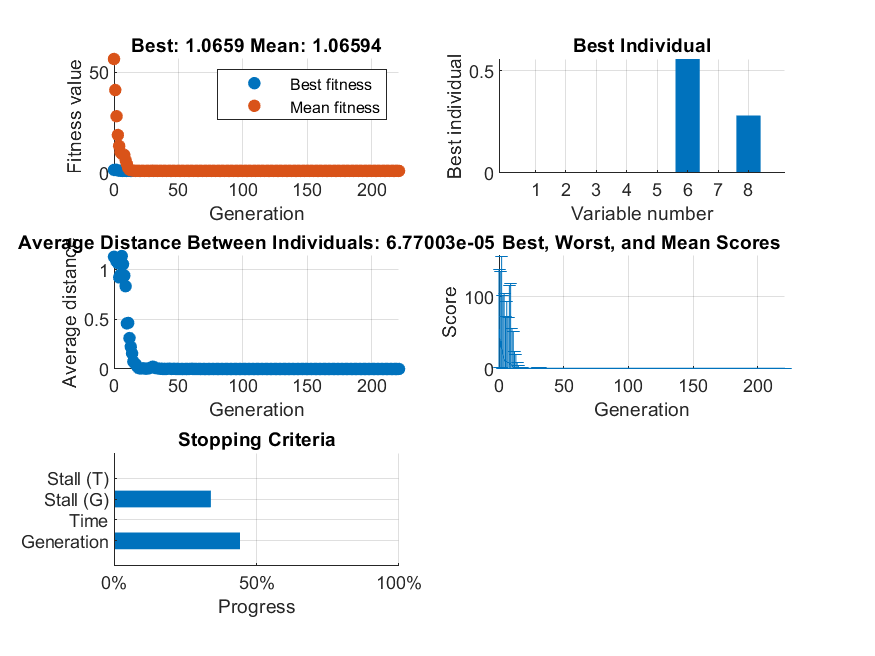 Best: 1.0659 Mean: 1.06594
Fitness value
50
0
Best fitness
Mean fitness
0 50 100 150 200
Generation
Best Individual
Best individual
0.5
0
1 2 3 4 5 6 7 8
Variable number
Average Distance Between Individuals: 6.77003e-05
Average distance
1
0.5
0
0 50 100 150 200
Generation
Best, Worst, and Mean Scores
Score
100
0
0 50 100 150 200
Generation
Stopping Criteria
Stall (T)
Stall (G)
Time
Generation
0% 50% 100%
Progress